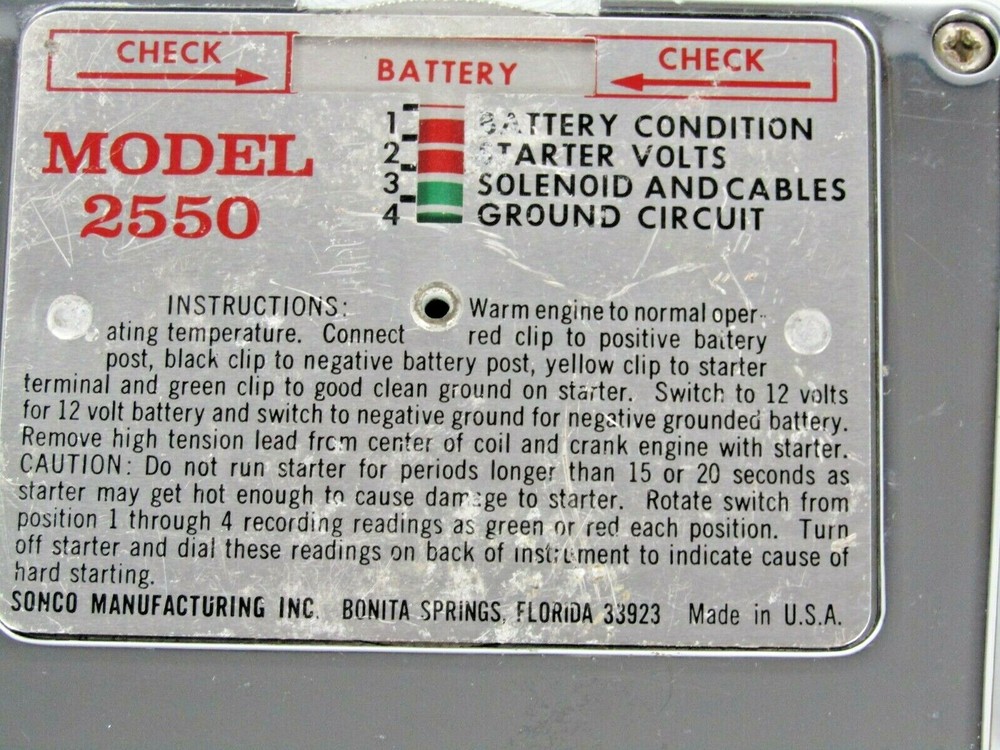 CHECK BATTERY CHECK
MODEL
2550
1 BATTERY CONDITION
2 STARTER VOLTS
3 SOLENOID AND CABLES
4 GROUND CIRCUIT
INSTRUCTIONS: Warm engine to normal oper-
ating temperature. Connect red clip to positive battery
post, black clip to negative battery post, yellow clip to starter
terminal and green clip to good clean ground on starter. Switch to 12 volts
for 12 volt battery and switch to negative ground for negative grounded battery.
Remove high tension lead from center of coil and crank engine with starter.
CAUTION: Do not run starter for periods longer than 15 or 20 seconds as
starter may get hot enough to cause damage to starter. Rotate switch from
position 1 through 4 recording readings as green or red each position. Turn
off starter and dial these readings on back of instrument to indicate cause of
hard starting.
SONCO MANUFACTURING INC. BONITA SPRINGS, FLORIDA 33923 Made in U.S.A.